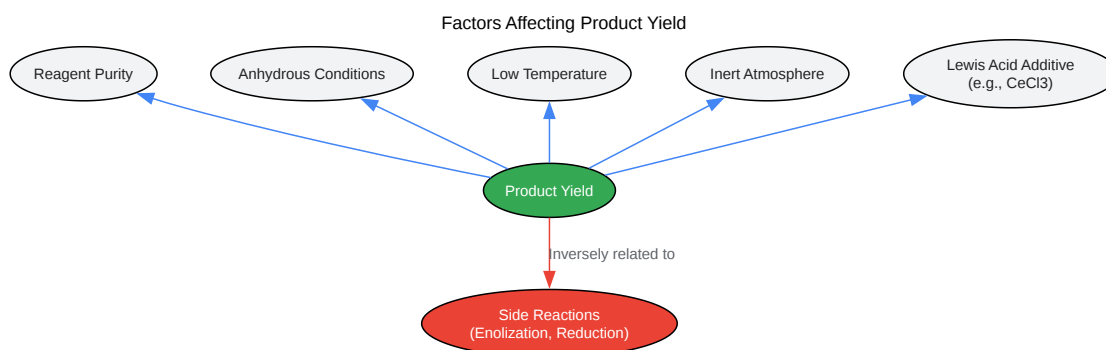 Factors Affecting Product Yield
Reagent Purity
Anhydrous Conditions
Low Temperature
Inert Atmosphere
Lewis Acid Additive
(e.g., CeCl3)
Product Yield
Inversely related to
Side Reactions
(Enolization, Reduction)